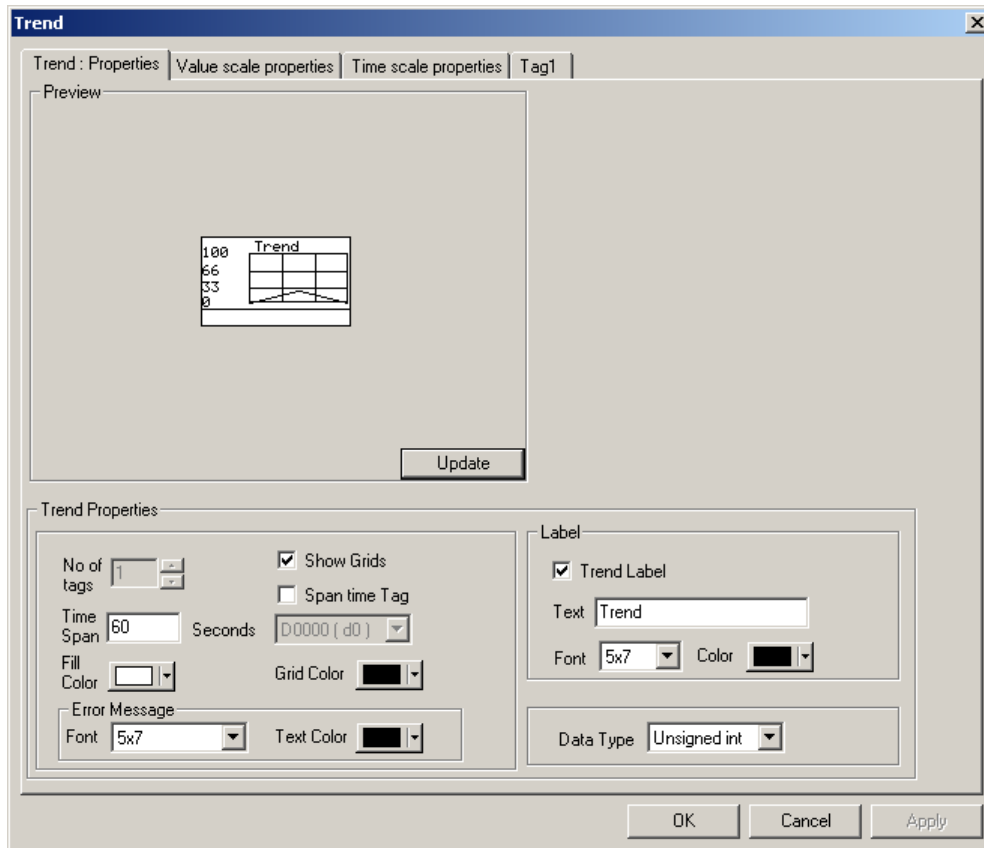 Trend
Trend : Properties
Value scale properties
Time scale properties
Tag1
Preview
Trend
100
66
33
0
Update
Trend Properties
No of tags
1
Show Grids
Span time Tag
Time Span
60
Seconds
D0000 ( d0 )
Fill Color
Grid Color
Error Message
Font
5x7
Text Color
Label
Trend Label
Text
Trend
Font
5x7
Color
Data Type
Unsigned int
OK
Cancel
Apply